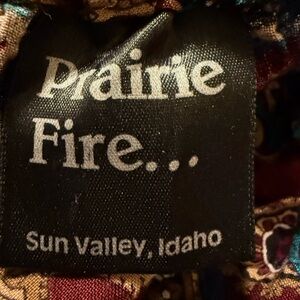 Prairie
Fire...
Sun Valley, Idaho